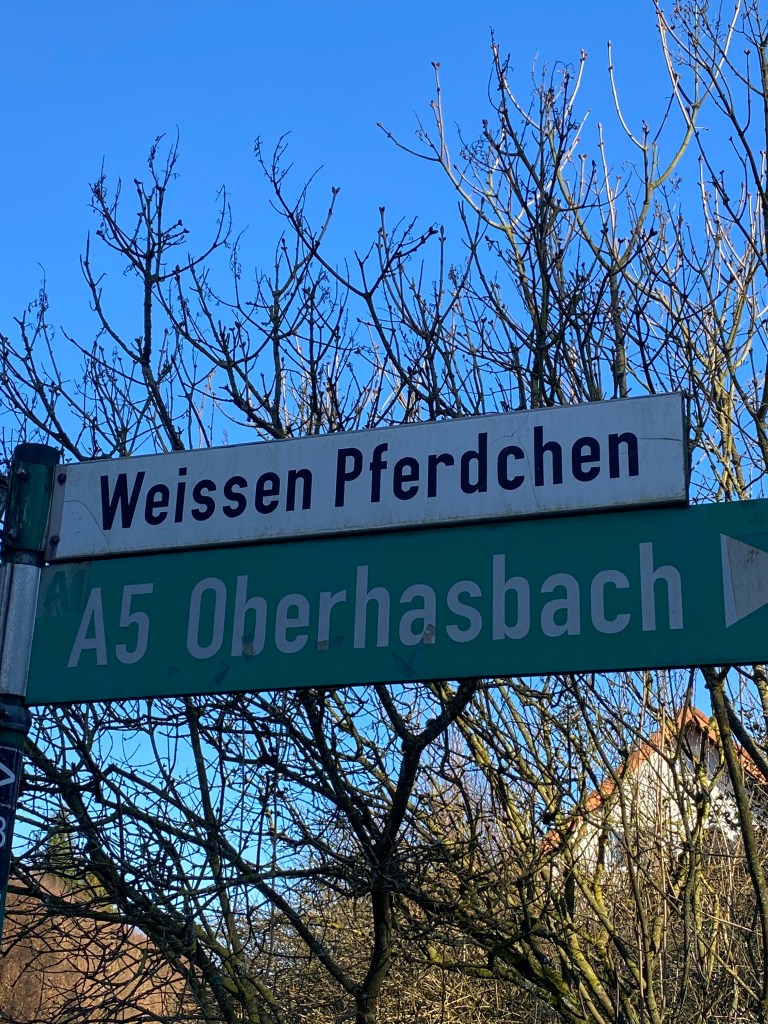 Weissen Pferdchen
A5 Oberhasbach